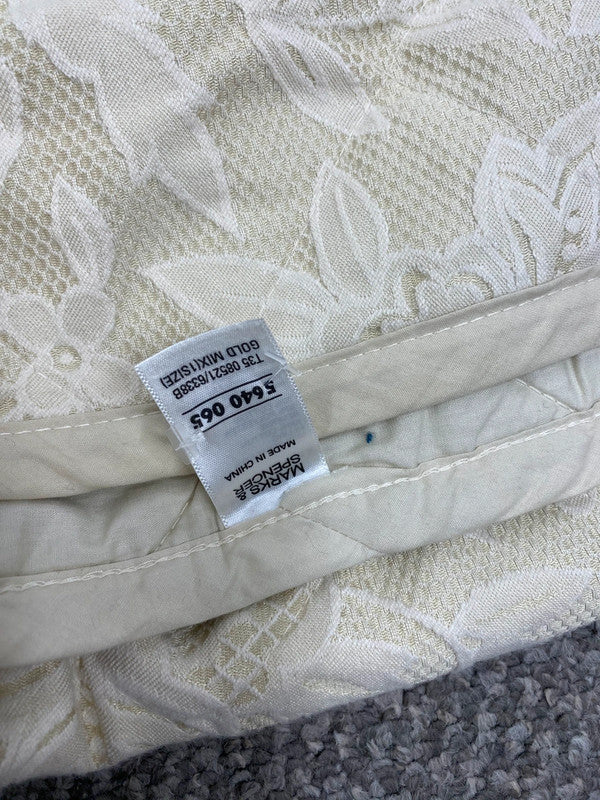 MARKS &
SPENCER
MADE IN CHINA
5640 065
T35 08521/6338B
GOLD MIX(1SIZE)